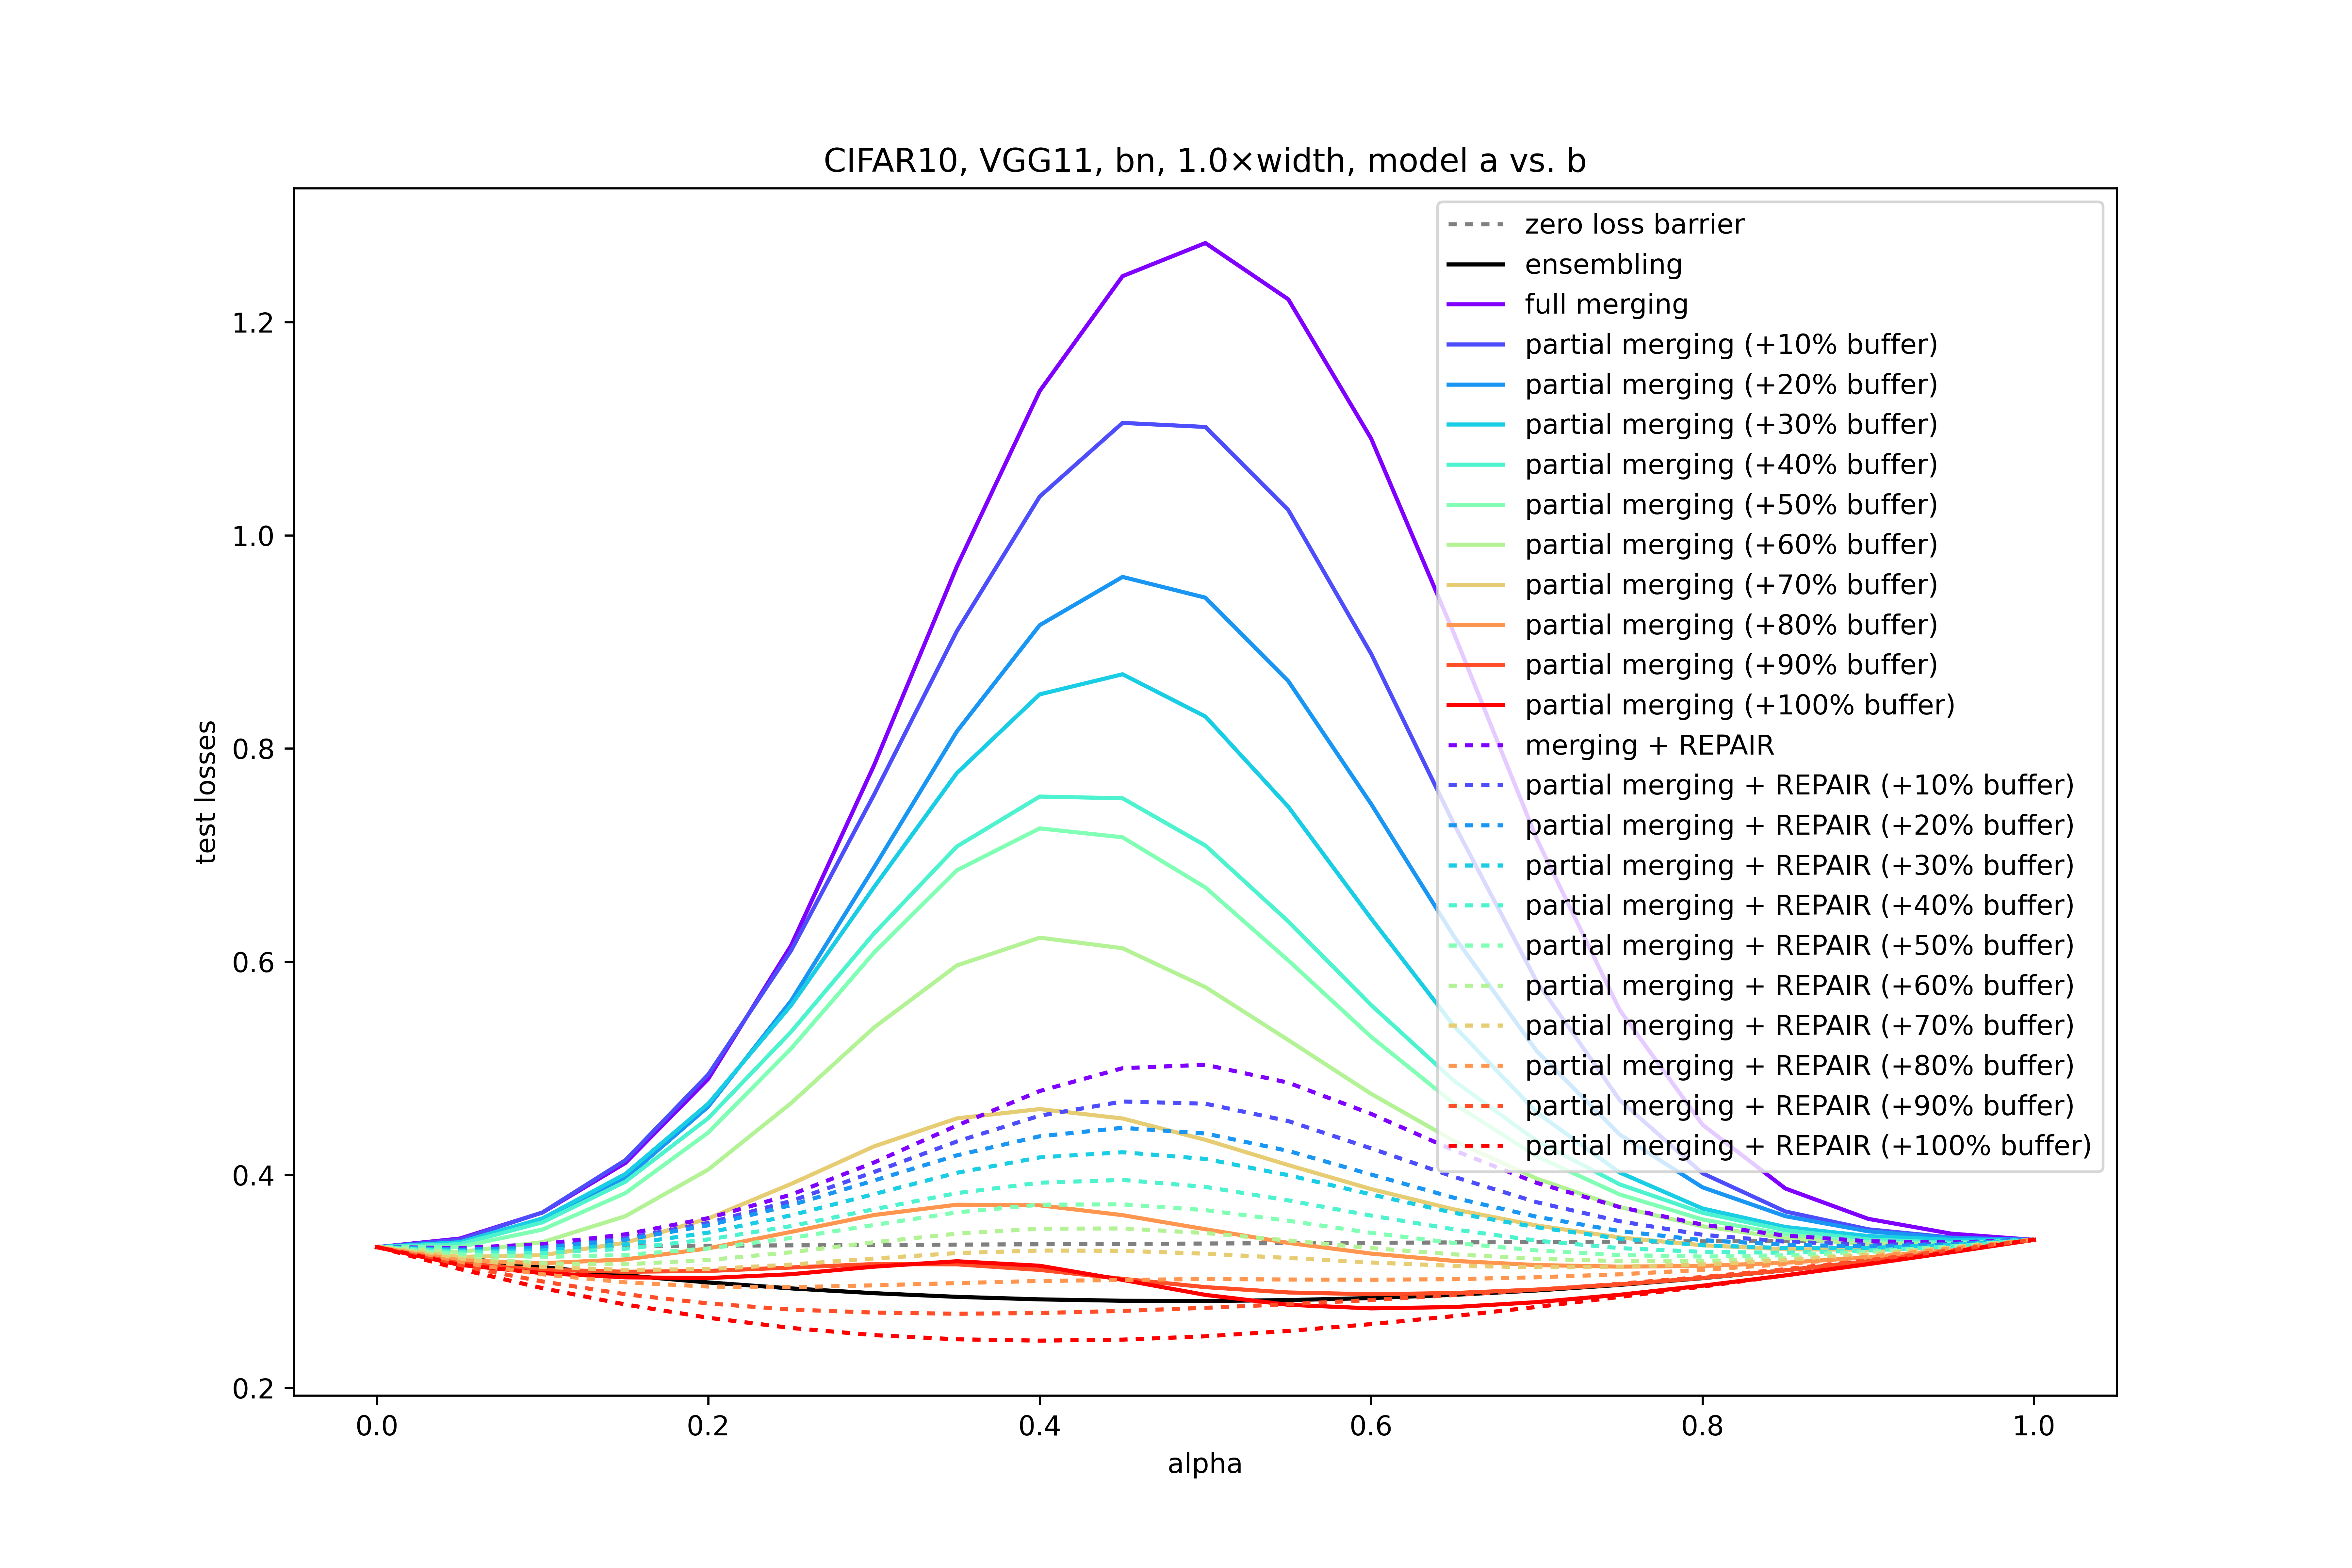 CIFAR10, VGG11, bn, 1.0×width, model a vs. b
test losses
1.2
1.0
0.8
0.6
0.4
0.2
0.0
0.2
0.4
0.6
0.8
1.0
alpha
zero loss barrier
ensembling
full merging
partial merging (+10% buffer)
partial merging (+20% buffer)
partial merging (+30% buffer)
partial merging (+40% buffer)
partial merging (+50% buffer)
partial merging (+60% buffer)
partial merging (+70% buffer)
partial merging (+80% buffer)
partial merging (+90% buffer)
partial merging (+100% buffer)
merging + REPAIR
partial merging + REPAIR (+10% buffer)
partial merging + REPAIR (+20% buffer)
partial merging + REPAIR (+30% buffer)
partial merging + REPAIR (+40% buffer)
partial merging + REPAIR (+50% buffer)
partial merging + REPAIR (+60% buffer)
partial merging + REPAIR (+70% buffer)
partial merging + REPAIR (+80% buffer)
partial merging + REPAIR (+90% buffer)
partial merging + REPAIR (+100% buffer)